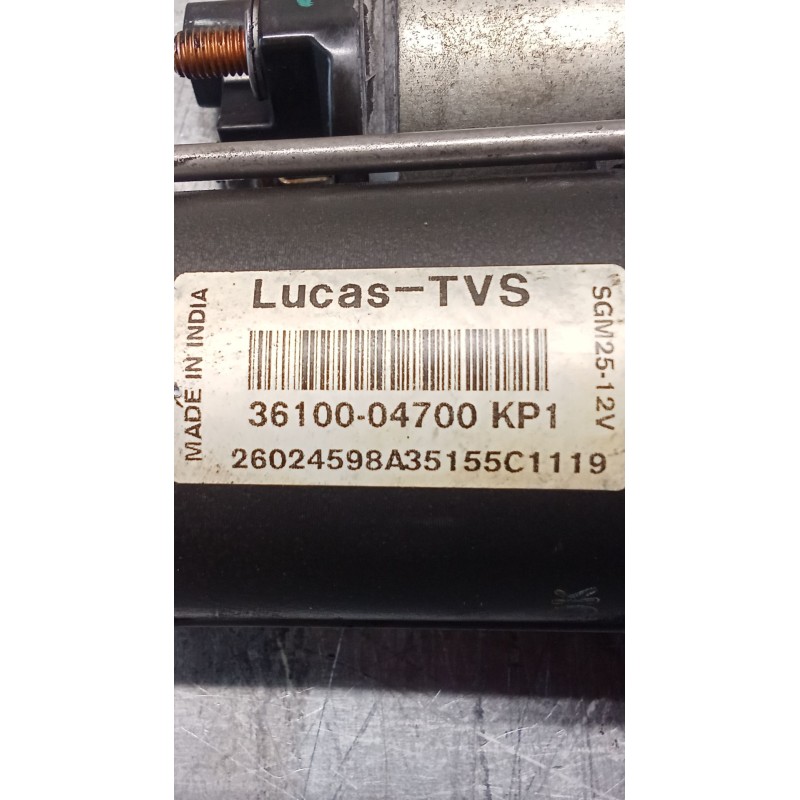 Lucas-TVS
MADE IN INDIA
SGM25-12V
36100-04700 KP1
26024598A35155C1119